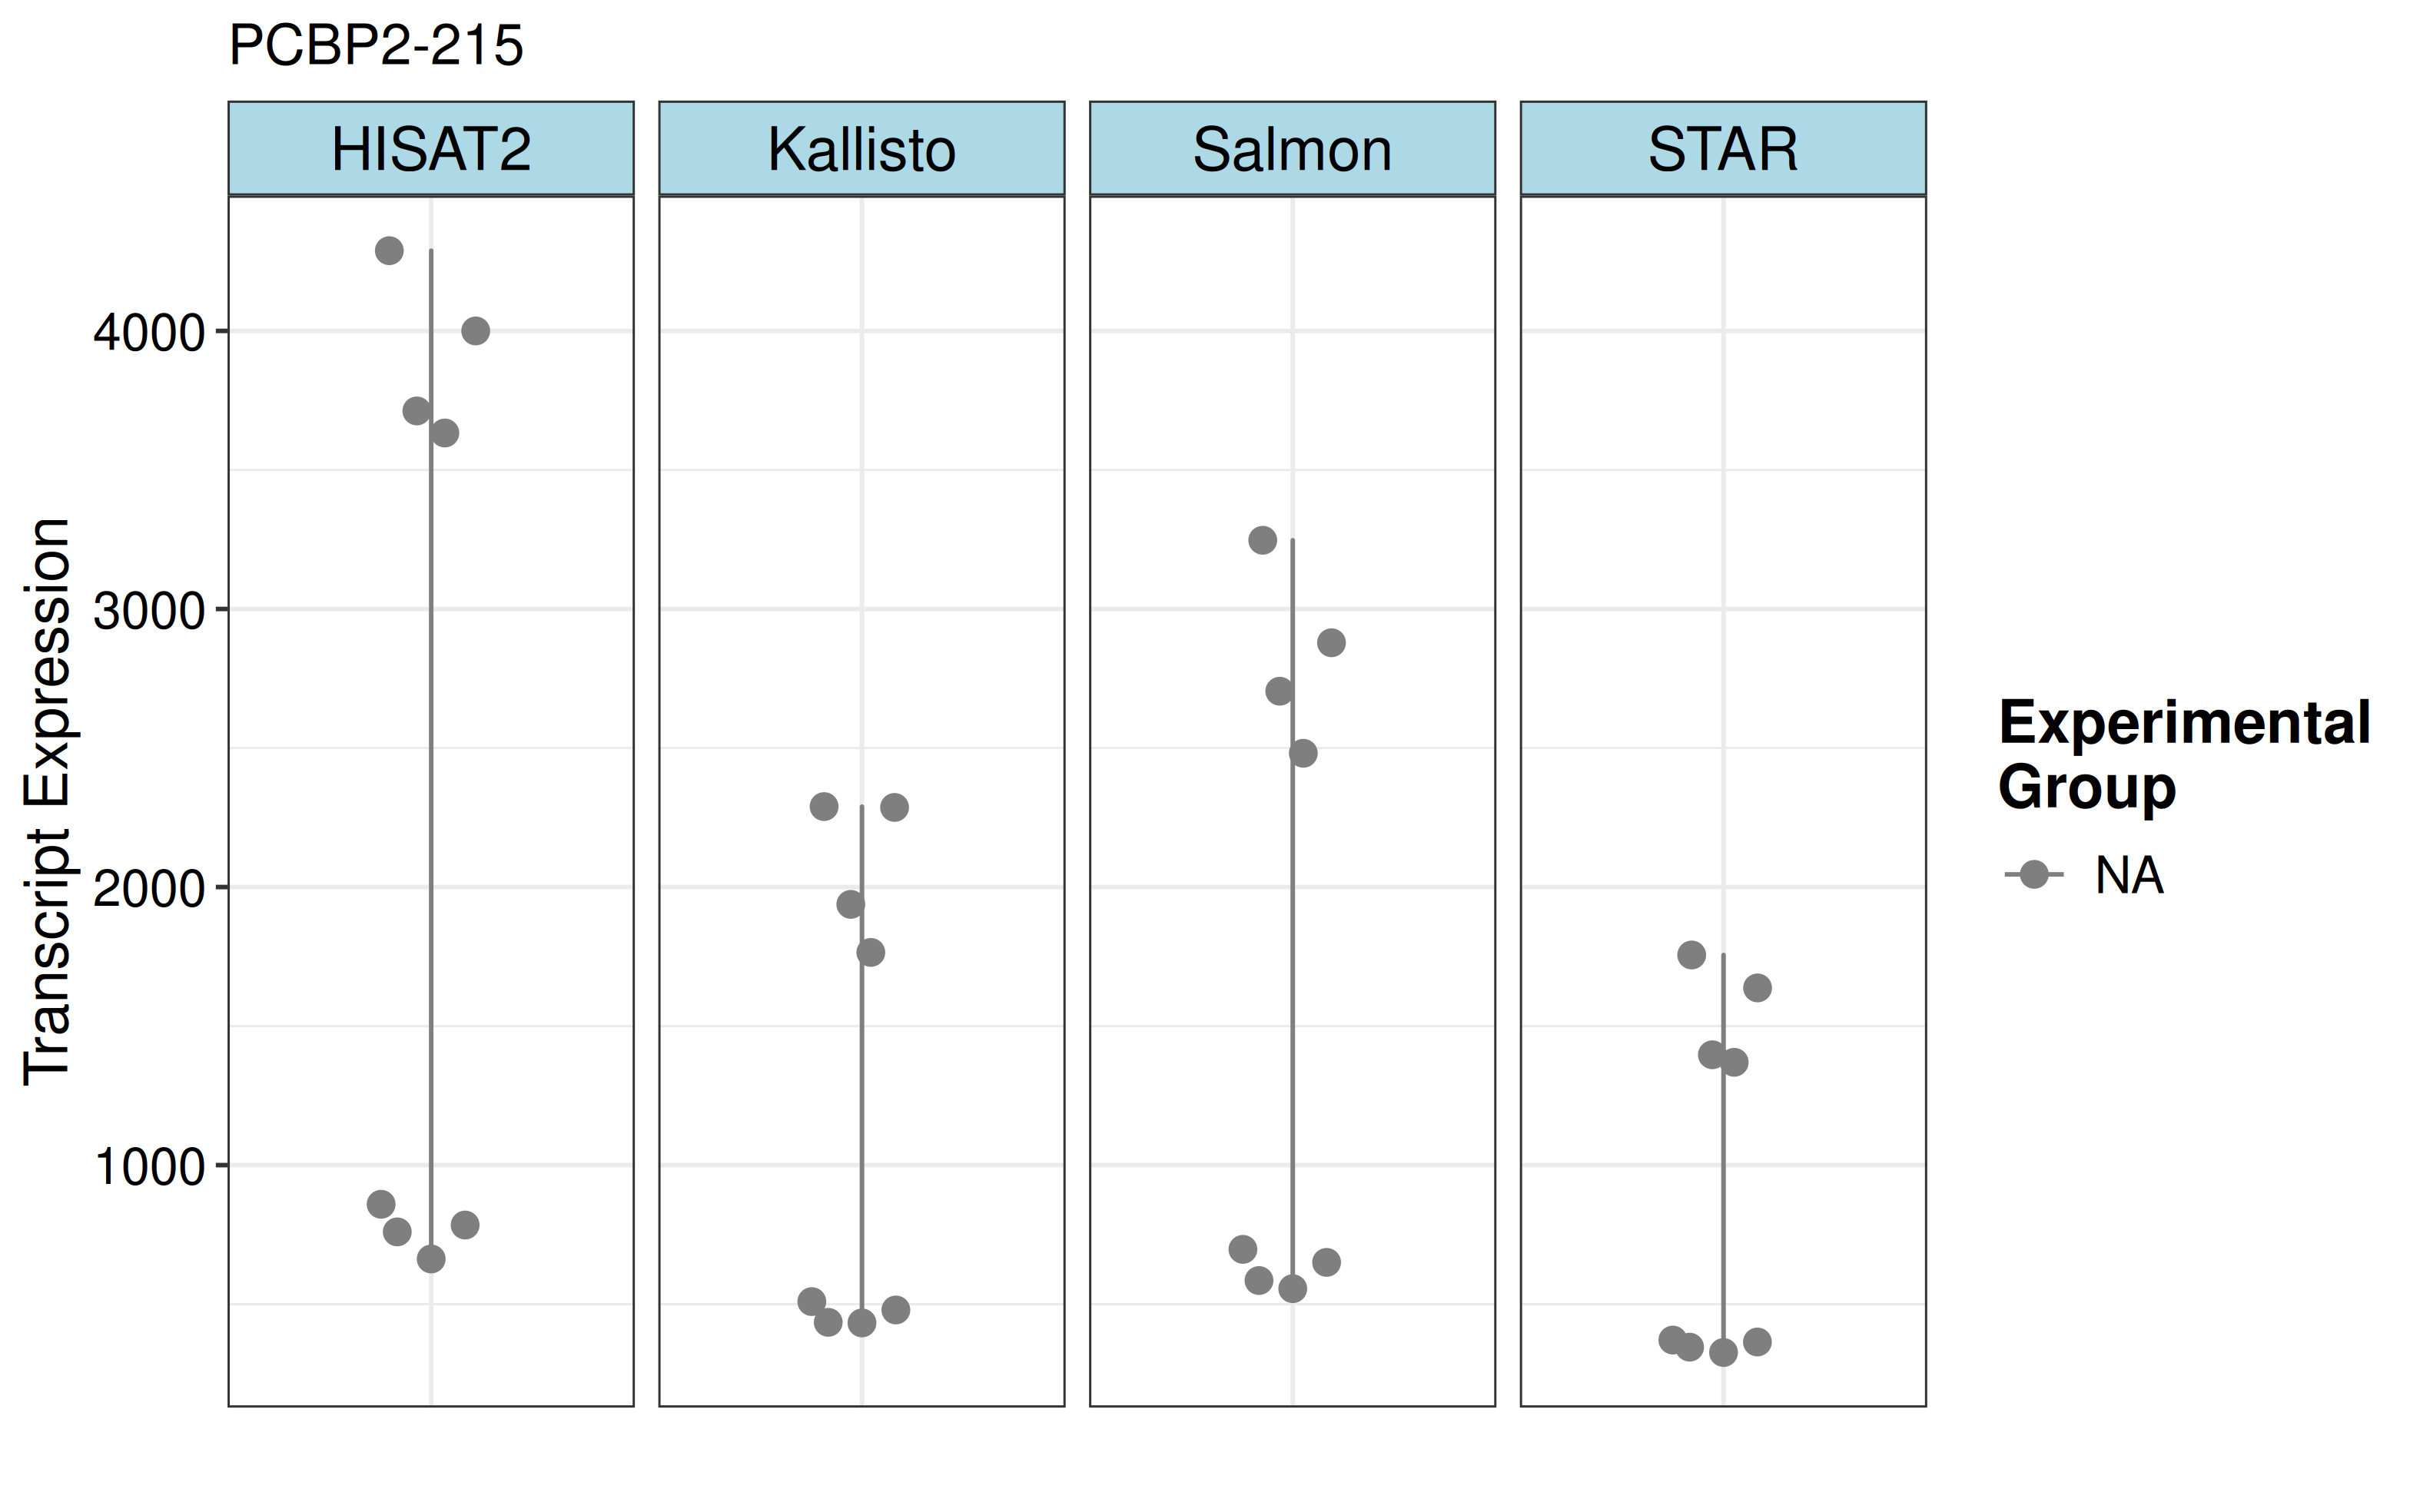 PCBP2-215
HISAT2
Kallisto
Salmon
STAR
Transcript Expression
4000
3000
2000
1000
Experimental
Group
NA